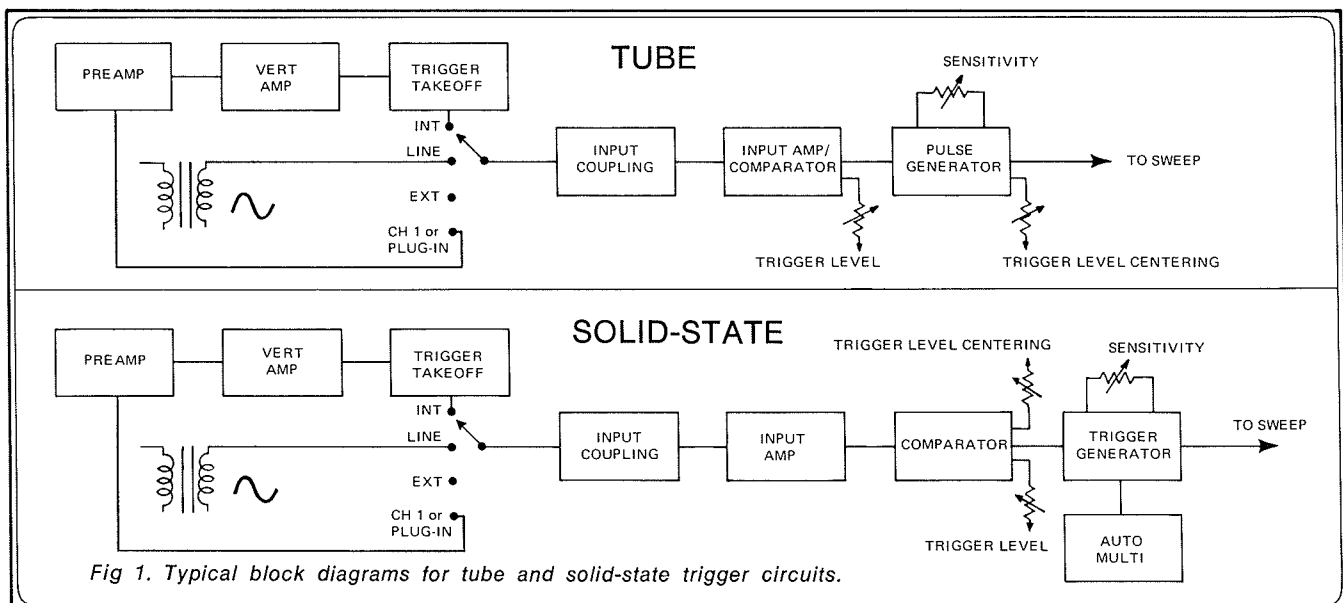 TUBE
PREAMP
VERT
AMP
TRIGGER
TAKEOFF
INT
LINE
EXT
CH 1 or
PLUG-IN
INPUT
COUPLING
INPUT AMP/
COMPARATOR
TRIGGER LEVEL
SENSITIVITY
PULSE
GENERATOR
TRIGGER LEVEL CENTERING
TO SWEEP
SOLID-STATE
PREAMP
VERT
AMP
TRIGGER
TAKEOFF
INT
LINE
EXT
CH 1 or
PLUG-IN
INPUT
COUPLING
INPUT
AMP
TRIGGER LEVEL CENTERING
COMPARATOR
TRIGGER LEVEL
SENSITIVITY
TRIGGER
GENERATOR
AUTO
MULTI
TO SWEEP
Fig 1. Typical block diagrams for tube and solid-state trigger circuits.